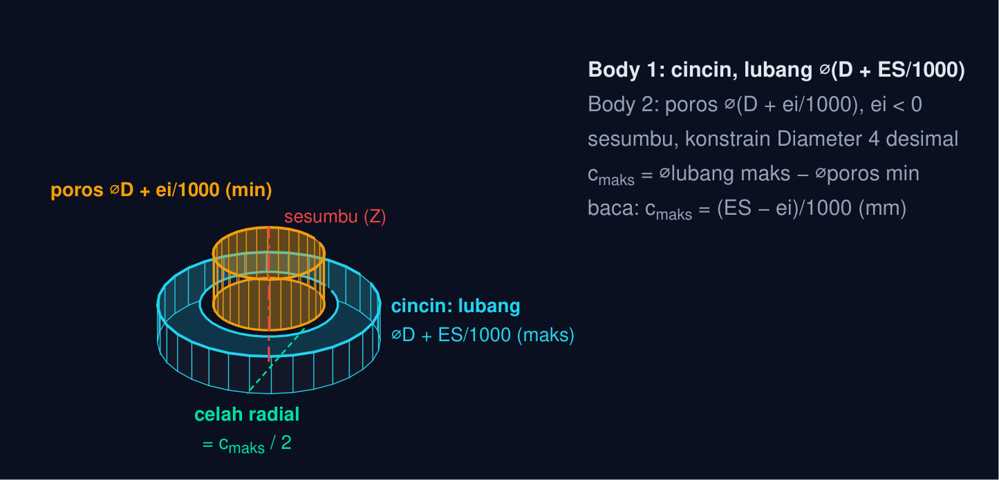 Body 1: cincin, lubang ⌀(D + ES/1000)
Body 2: poros ⌀(D + ei/1000), ei < 0
sesumbu, konstrain Diameter 4 desimal
cmaks = ⌀lubang maks − ⌀poros min
baca: cmaks = (ES − ei)/1000 (mm)
poros ⌀D + ei/1000 (min)
sesumbu (Z)
cincin: lubang
⌀D + ES/1000 (maks)
celah radial
= cmaks / 2